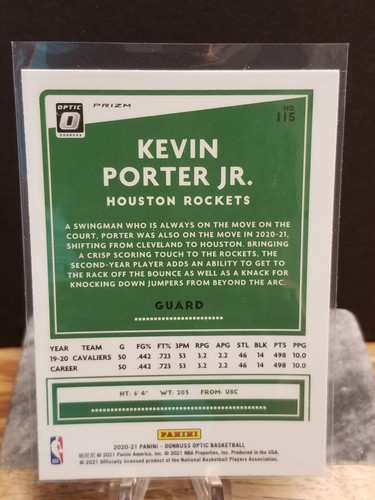 OPTIC
DONRUSS
PRIZM
NO.
115
KEVIN
PORTER JR.
HOUSTON ROCKETS
A SWINGMAN WHO IS ALWAYS ON THE MOVE ON THE
COURT, PORTER WAS ALSO ON THE MOVE IN 2020-21,
SHIFTING FROM CLEVELAND TO HOUSTON. BRINGING
A CRISP SCORING TOUCH TO THE ROCKETS, THE
SECOND-YEAR PLAYER ADDS AN ABILITY TO GET TO
THE RACK OFF THE BOUNCE AS WELL AS A KNACK FOR
KNOCKING DOWN JUMPERS FROM BEYOND THE ARC.
GUARD
YEAR TEAM G FG% FT% 3PM RPG APG STL BLK PTS PPG
19-20 CAVALIERS 50 .442 .723 53 3.2 2.2 46 14 498 10.0
CAREER 50 .442 .723 53 3.2 2.2 46 14 498 10.0
HT: 6' 4" WT: 203 FROM: USC
PANINI
2020-21 PANINI - DONRUSS OPTIC BASKETBALL
© 2021 Panini America, Inc. © 2021 NBA Properties, Inc. Produced in the USA.
© 2021 Officially licensed product of the National Basketball Players Association.
NBA